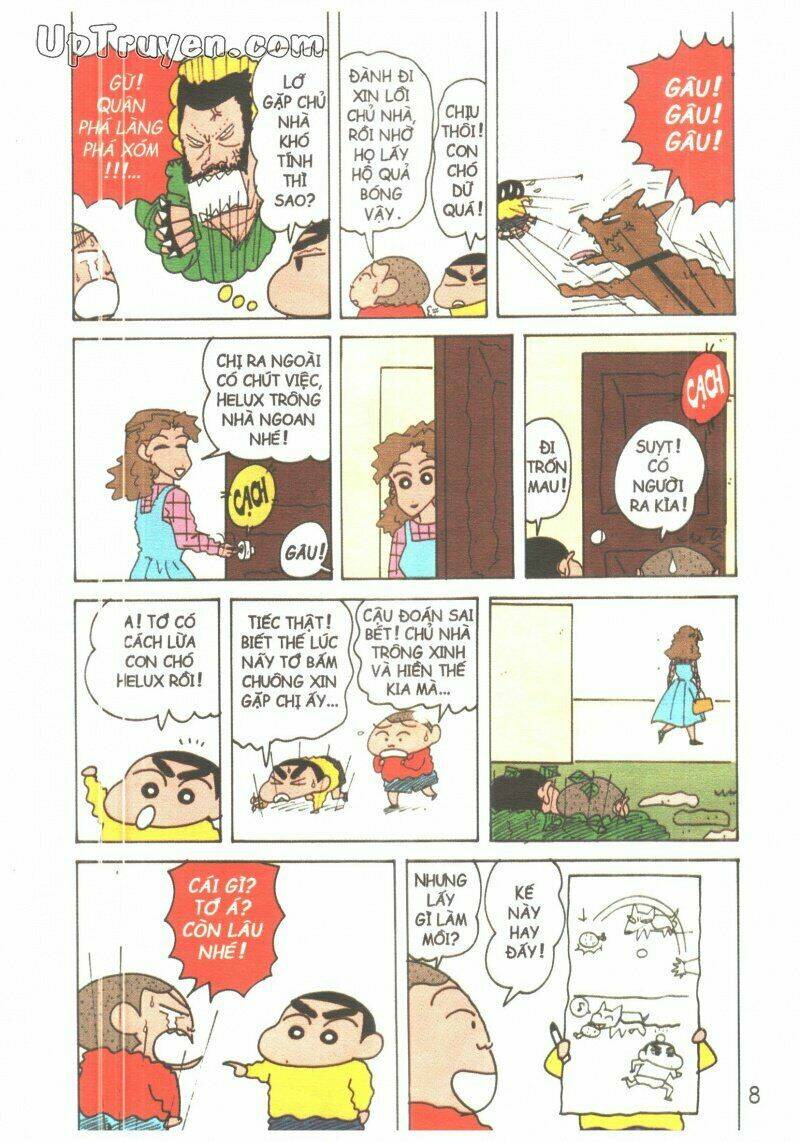 UpTruyen.com
GÂU!
GÂU!
GÂU!
CHỊU
THÔI!
CON
CHÓ
DỮ
QUÁ!
ĐÀNH ĐI
XIN LỖI
CHỦ NHÀ,
RỒI NHỜ
HỌ LẤY
HỘ QUẢ
BÓNG
VẬY.
LỠ
GẶP CHỦ
NHÀ
KHÓ
TÍNH
THÌ
SAO?
GỪ!
QUÂN
PHÁ LÀNG
PHÁ XÓM
!!!...
CẠCH
SUYT!
CÓ
NGƯỜI
RA KÌA!
ĐI
TRỐN
MAU!
CHỊ RA NGOÀI
CÓ CHÚT VIỆC,
HELUX TRÔNG
NHÀ NGOAN
NHÉ!
CẠCH
GÂU!
CẬU ĐOÁN SAI
BÉT! CHỦ NHÀ
TRÔNG XINH
VÀ HIỀN THẾ
KIA MÀ...
TIẾC THẬT!
BIẾT THẾ LÚC
NÃY TỚ BẤM
CHUÔNG XIN
GẶP CHỊ ẤY...
A! TỚ CÓ
CÁCH LỪA
CON CHÓ
HELUX RỒI!
KẾ
NÀY
HAY
ĐẤY!
NHƯNG
LẤY
GÌ LÀM
MỒI?
CÁI GÌ?
TỚ Á?
CÒN LÂU
NHÉ!
8